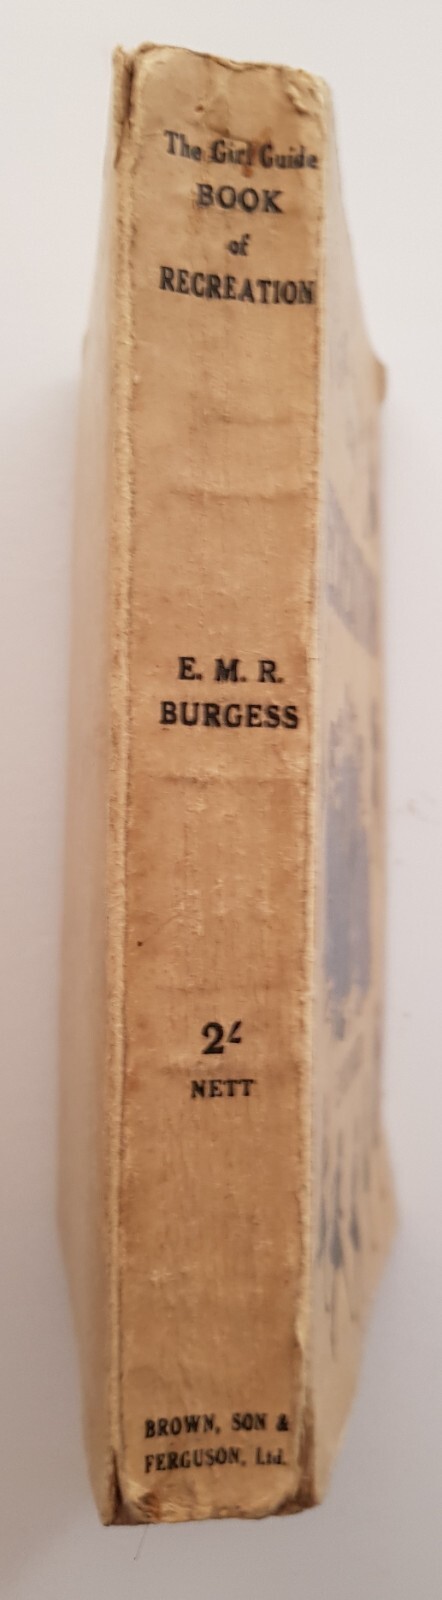 The Girl Guide
BOOK
of
RECREATION
E. M. R.
BURGESS
2/-
NETT
BROWN, SON &
FERGUSON, Ltd.